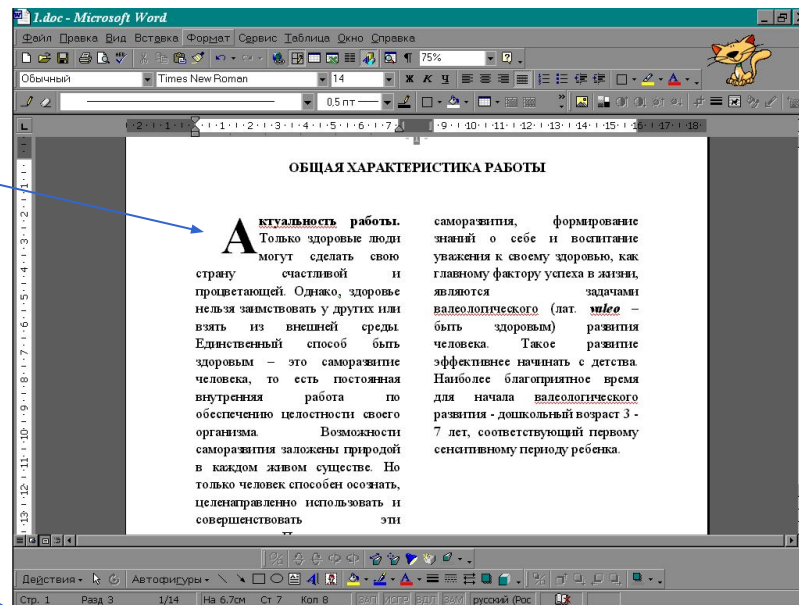 1.doc - Microsoft Word
Файл Правка Вид Вставка Формат Сервис Таблица Окно Справка
75%
Обычный Times New Roman 14 Ж К Ч
0,5 пт
ОБЩАЯ ХАРАКТЕРИСТИКА РАБОТЫ
Актуальность работы.
Только здоровые люди
могут сделать свою
страну счастливой и
процветающей. Однако, здоровье
нельзя заимствовать у других или
взять из внешней среды.
Единственный способ быть
здоровым – это саморазвитие
человека, то есть постоянная
внутренняя работа по
обеспечению целостности своего
организма. Возможности
саморазвития заложены природой
в каждом живом существе. Но
только человек способен осознать,
целенаправленно использовать и
совершенствовать эти
саморазвития, формирование
знаний о себе и воспитание
уважения к своему здоровью, как
главному фактору успеха в жизни,
являются задачами
валеологического (лат. valeo –
быть здоровым) развития
человека. Такое развитие
эффективнее начинать с детства.
Наиболее благоприятное время
для начала валеологического
развития - дошкольный возраст 3 -
7 лет, соответствующий первому
сенситивному периоду ребенка.
Действия Автофигуры
Стр. 1 Разд 3 1/14 На 6.7см Ст 7 Кол 8 ЗАП ИСПР ВДЛ ЗАМ русский (Рос